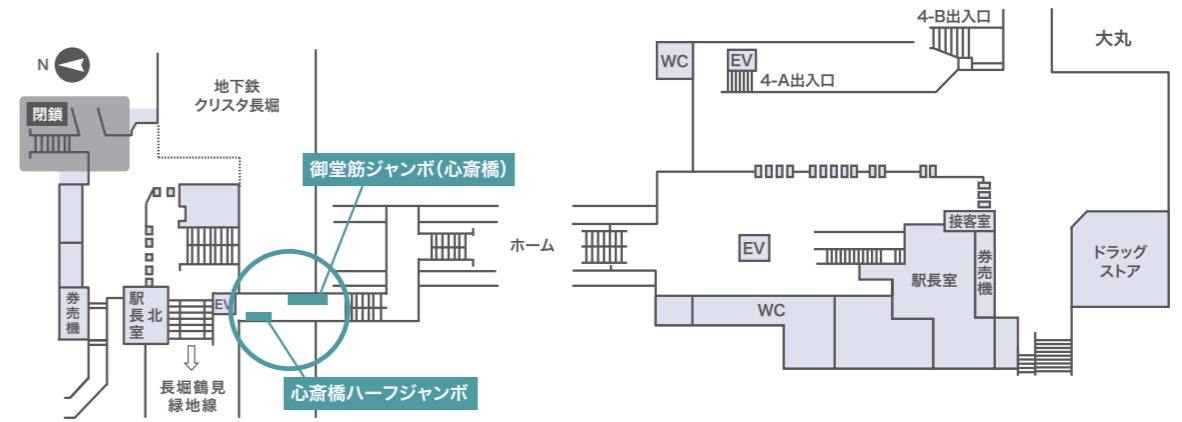 N
閉鎖
地下鉄
クリスタ長堀
御堂筋ジャンボ(心斎橋)
券売機
駅長室
北
EV
長堀鶴見
緑地線
心斎橋ハーフジャンボ
ホーム
WC
EV
4-A出入口
4-B出入口
大丸
EV
接客室
券売機
駅長室
WC
ドラッグ
ストア